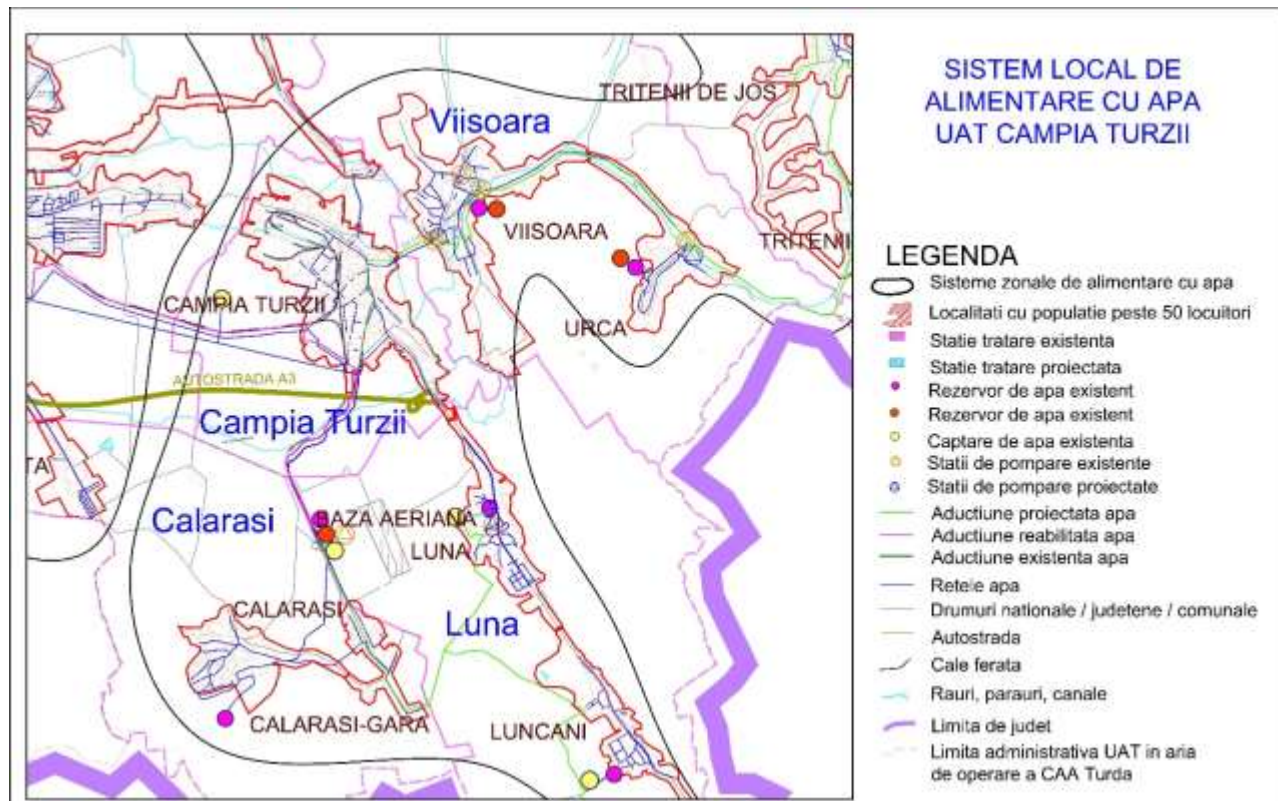 SISTEM LOCAL DE
ALIMENTARE CU APA
UAT CAMPIA TURZII
TRITENII DE JOS
Viisoara
VIISOARA
TRITENII
CAMPIA TURZII
URCA
AUTOSTRADA A3
Campia Turzii
TA
Calarasi
BAZA AERIANA
LUNA
CALARASI
Luna
CALARASI-GARA
LUNCANI
LEGENDA
Sisteme zonale de alimentare cu apa
Localitati cu populatie peste 50 locuitori
Statie tratare existenta
Statie tratare proiectata
Rezervor de apa existent
Rezervor de apa existent
Captare de apa existenta
Statii de pompare existente
Statii de pompare proiectate
Aductiune proiectata apa
Aductiune reabilitata apa
Aductiune existenta apa
Retele apa
Drumuri nationale / judetene / comunale
Autostrada
Cale ferata
Rauri, parauri, canale
Limita de judet
Limita administrativa UAT in aria
de operare a CAA Turda